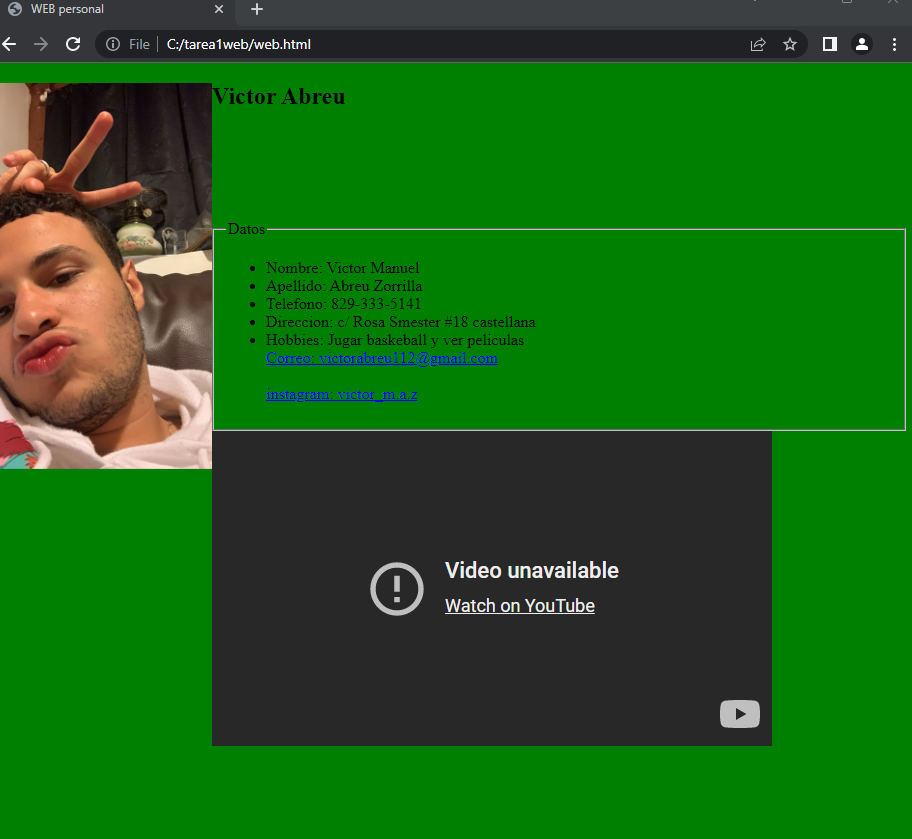 WEB personal
File
C:/tarea1web/web.html
Victor Abreu
Datos
Nombre: Victor Manuel
Apellido: Abreu Zorrilla
Telefono: 829-333-5141
Direccion: c/ Rosa Smester #18 castellana
Hobbies: Jugar baskeball y ver peliculas
Correo: victorabreu112@gmail.com
instagram: victor_m.a.z
Video unavailable
Watch on YouTube